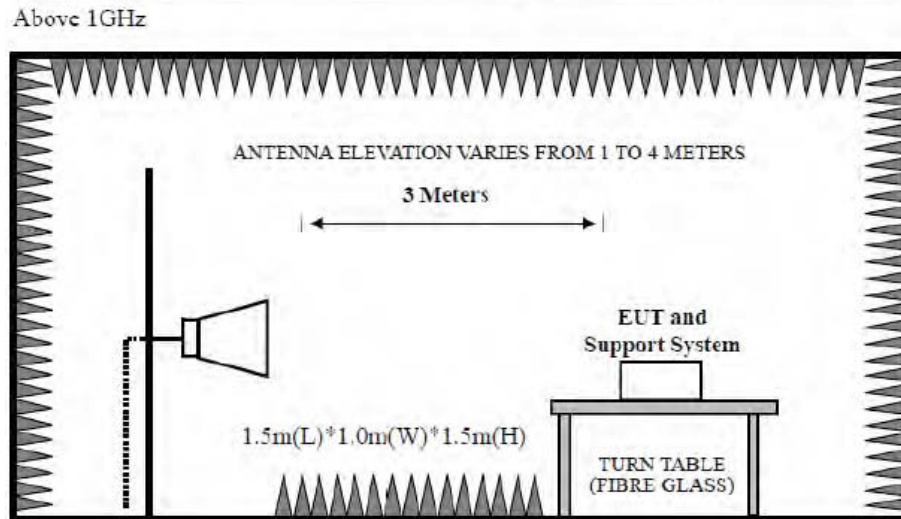 Above 1GHz
ANTENNA ELEVATION VARIES FROM 1 TO 4 METERS
3 Meters
EUT and
Support System
1.5m(L)*1.0m(W)*1.5m(H)
TURN TABLE
(FIBRE GLASS)